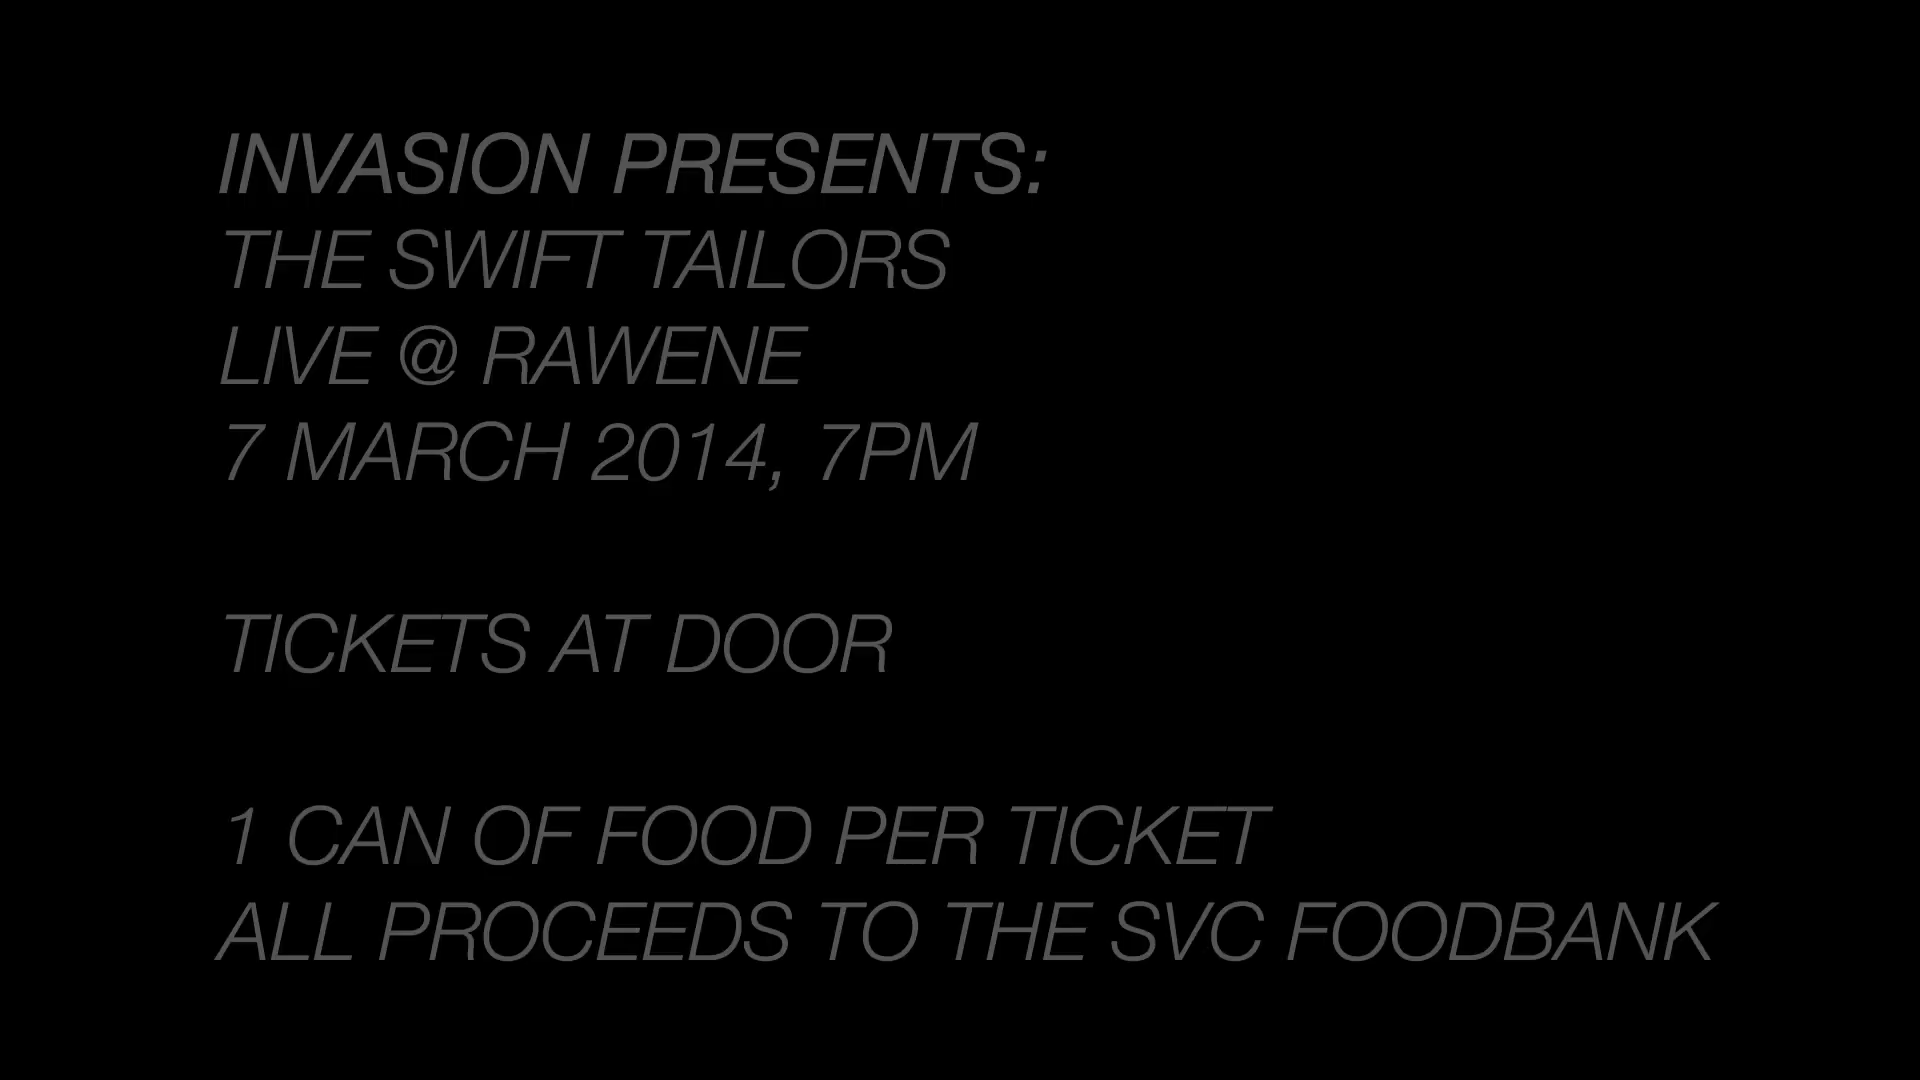 INVASION PRESENTS:
THE SWIFT TAILORS
LIVE @ RAWENE
7 MARCH 2014, 7PM
TICKETS AT DOOR
1 CAN OF FOOD PER TICKET
ALL PROCEEDS TO THE SVC FOODBANK